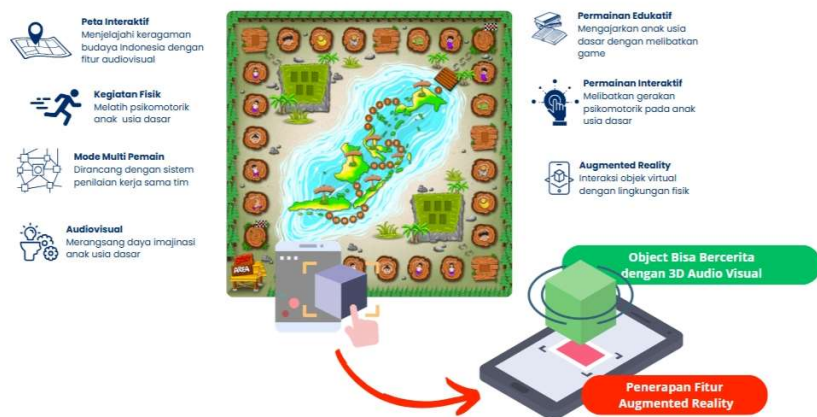 Peta Interaktif
Menjelajahi keragaman
budaya Indonesia dengan
fitur audiovisual
Kegiatan Fisik
Melatih psikomotorik
anak usia dasar
Mode Multi Pemain
Dirancang dengan sistem
penilaian kerja sama tim
Audiovisual
Merangsang daya imajinasi
anak usia dasar
AREA
Permainan Edukatif
Mengajarkan anak usia
dasar dengan melibatkan
game
Permainan Interaktif
Melibatkan gerakan
psikomotorik pada anak
usia dasar
Augmented Reality
Interaksi objek virtual
dengan lingkungan fisik
Object Bisa Bercerita
dengan 3D Audio Visual
Penerapan Fitur
Augmented Reality